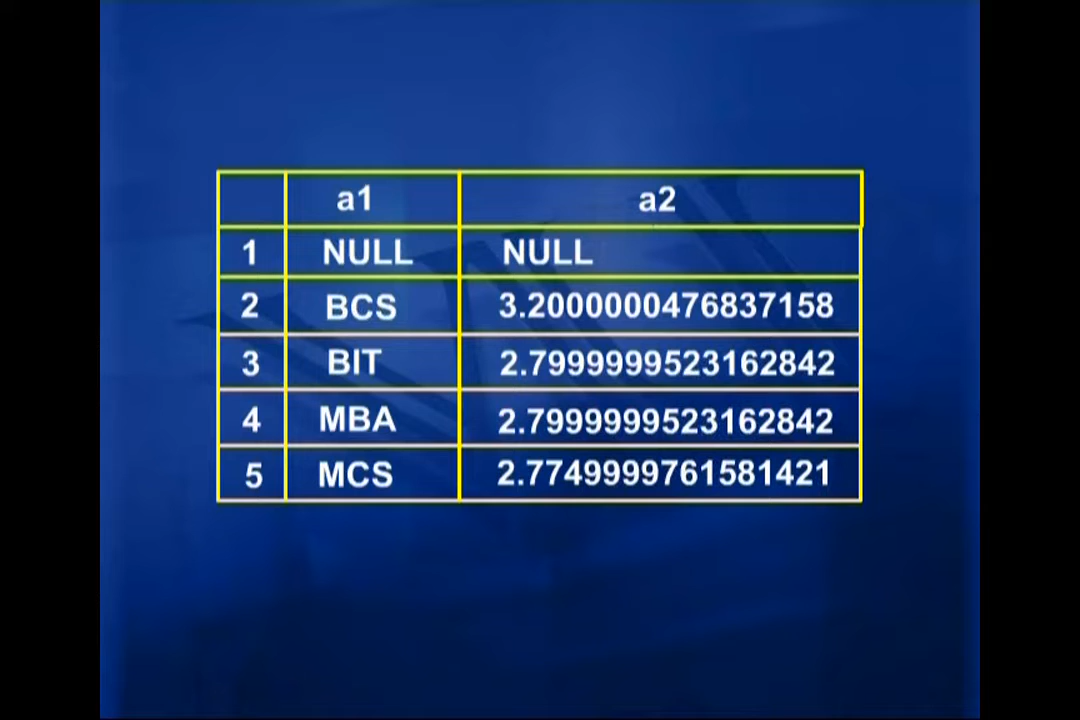 a1 a2
1 NULL NULL
2 BCS 3.2000000476837158
3 BIT 2.7999999523162842
4 MBA 2.7999999523162842
5 MCS 2.7749999761581421